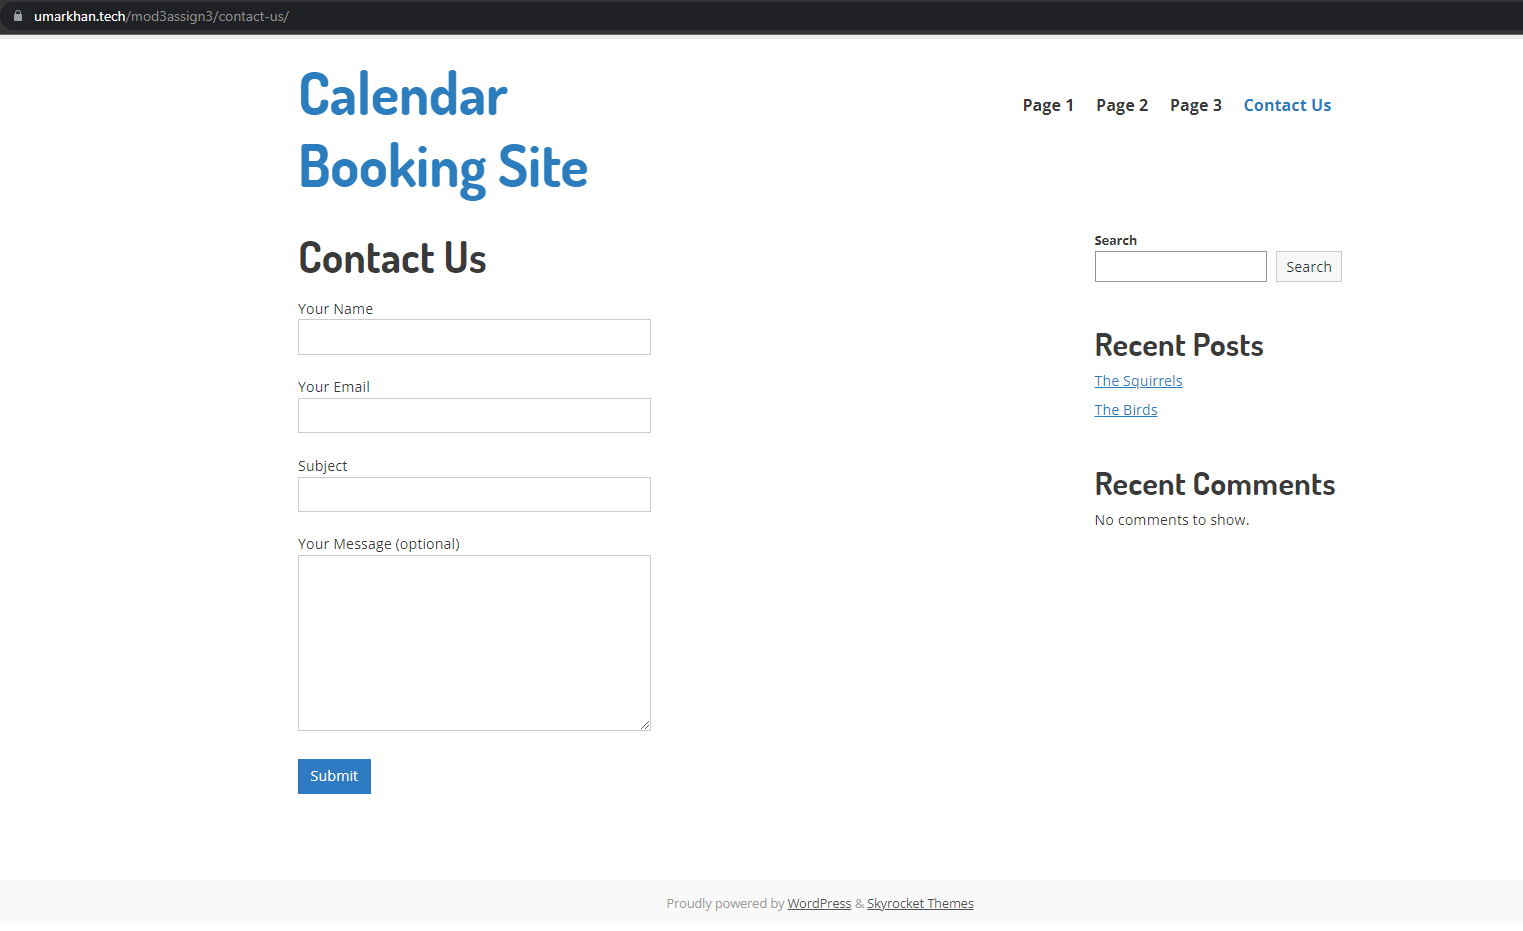 umarkhan.tech/mod3assign3/contact-us/
Calendar
Booking Site
Page 1 Page 2 Page 3 Contact Us
Contact Us
Your Name
Your Email
Subject
Your Message (optional)
Submit
Search
Search
Recent Posts
The Squirrels
The Birds
Recent Comments
No comments to show.
Proudly powered by WordPress & Skyrocket Themes